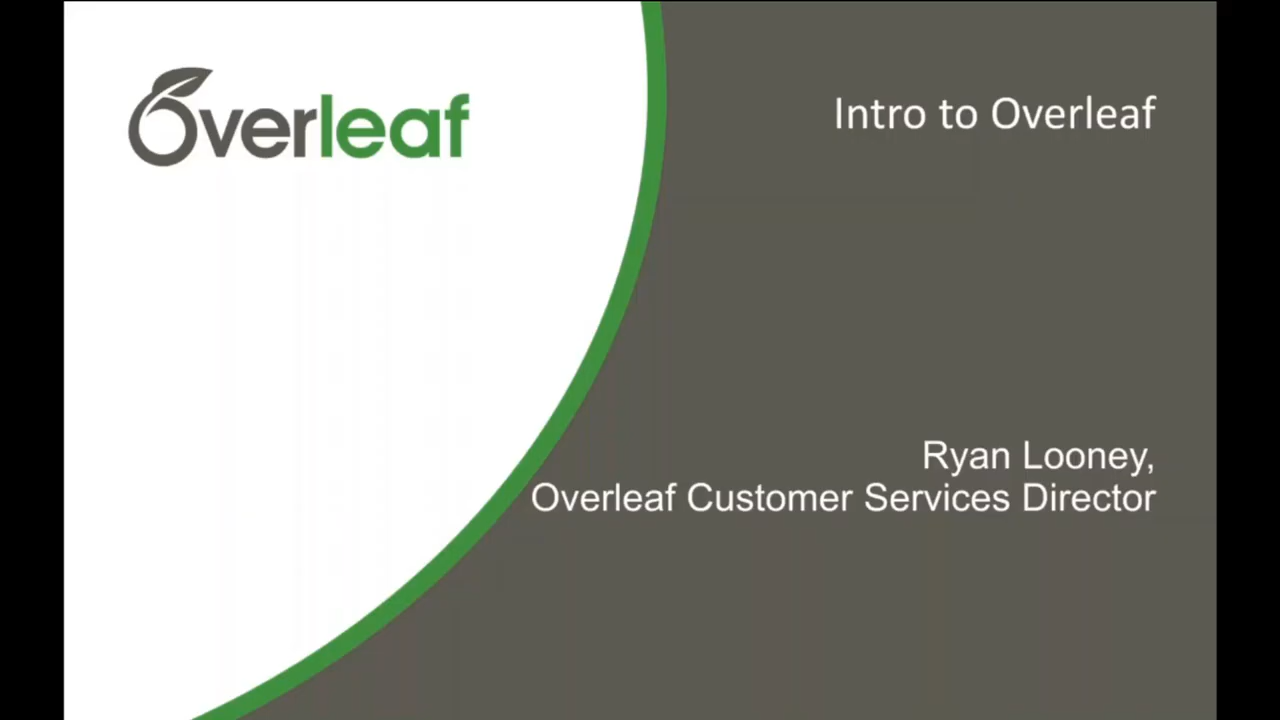 Overleaf
Intro to Overleaf
Ryan Looney,
Overleaf Customer Services Director